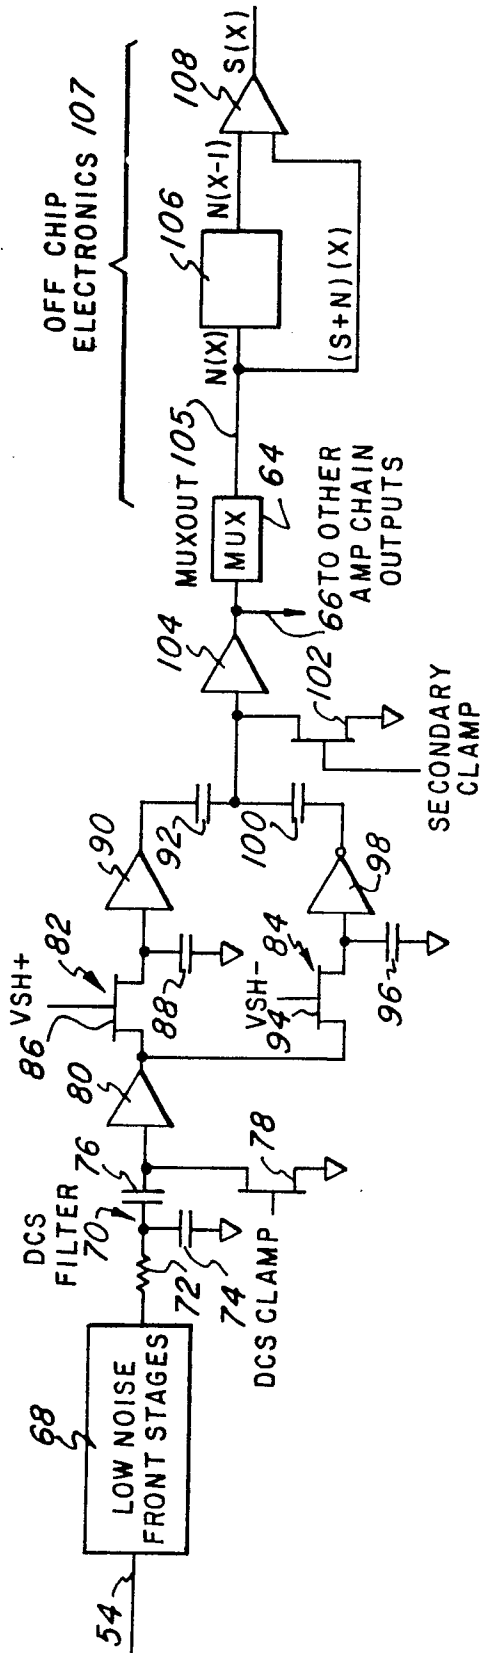 54
68
LOW NOISE
FRONT STAGES
DCS
FILTER
70
72
74
76
DCS CLAMP
78
80
86
VSH+
82
88
90
92
VSH-
94
84
96
98
100
SECONDARY
CLAMP
102
104
66 TO OTHER
AMP CHAIN
OUTPUTS
MUXOUT 105
MUX
64
OFF CHIP
ELECTRONICS 107
N(X)
106
N(X-1)
(S+N)(X)
108
S(X)